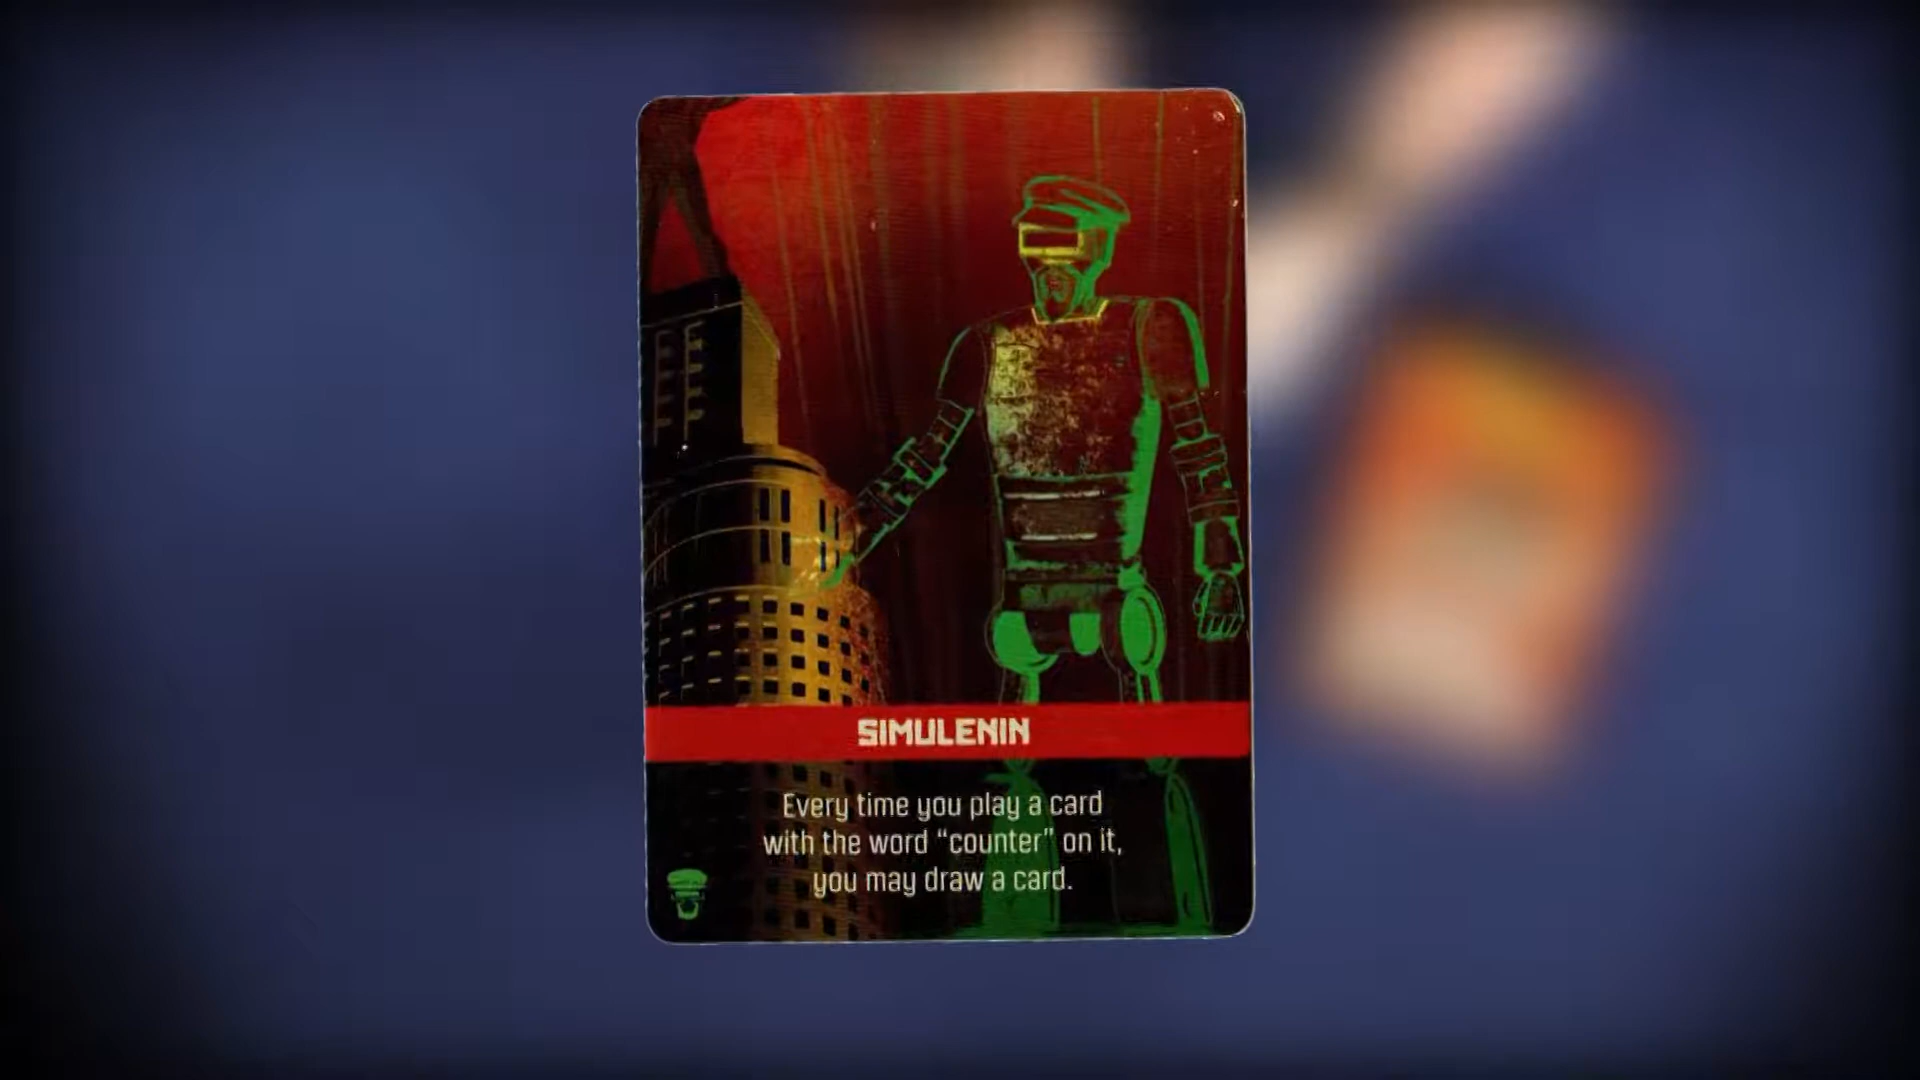 SIMULENIN
Every time you play a card
with the word “counter” on it,
you may draw a card.